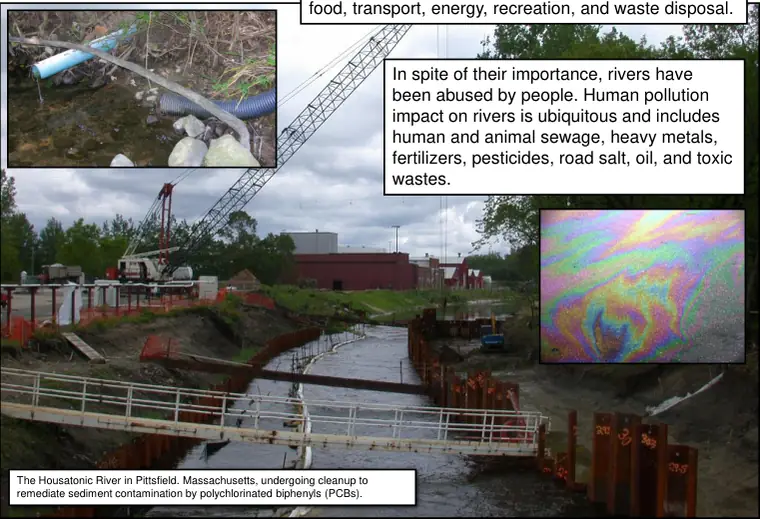 food, transport, energy, recreation, and waste disposal.
In spite of their importance, rivers have
been abused by people. Human pollution
impact on rivers is ubiquitous and includes
human and animal sewage, heavy metals,
fertilizers, pesticides, road salt, oil, and toxic
wastes.
The Housatonic River in Pittsfield. Massachusetts, undergoing cleanup to
remediate sediment contamination by polychlorinated biphenyls (PCBs).